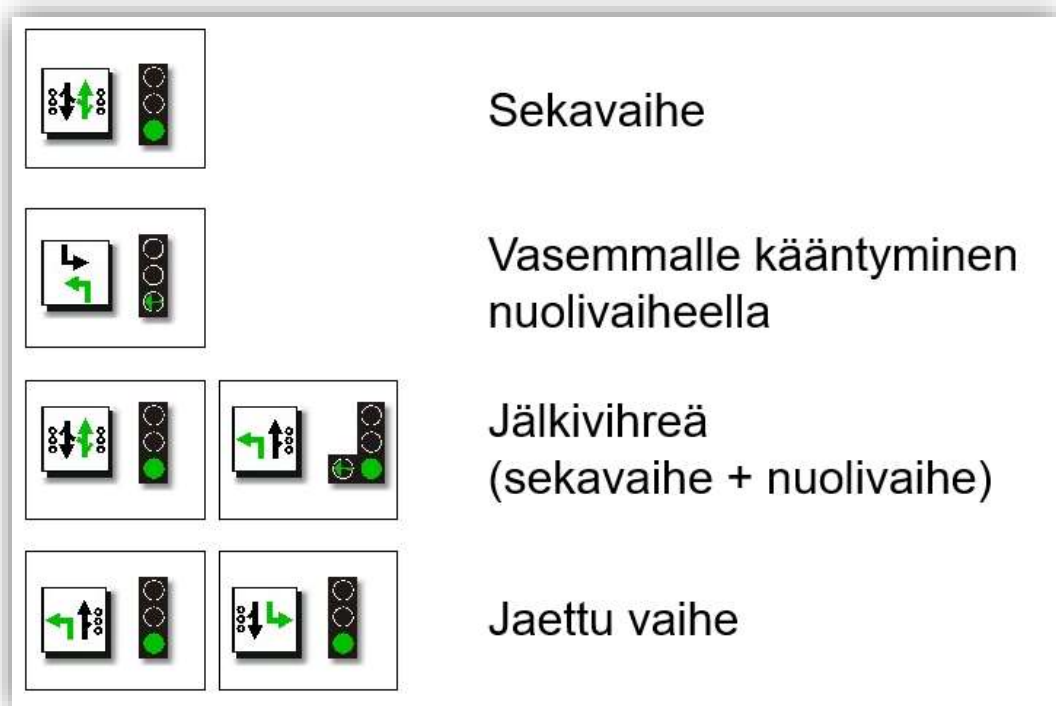 Sekavaihe
Vasemmalle kääntyminen
nuolivaiheella
Jälkivihreä
(sekavaihe + nuolivaihe)
Jaettu vaihe